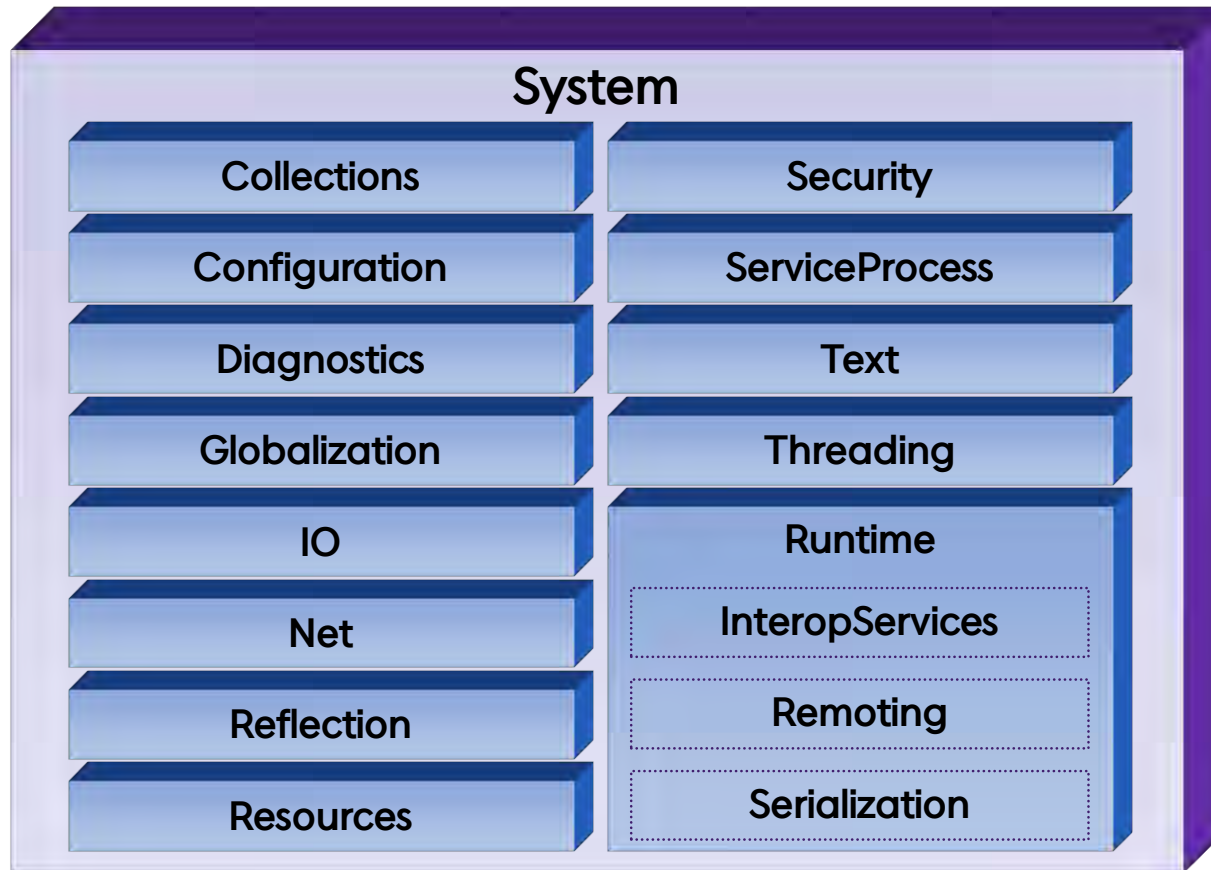 System
Collections
Configuration
Diagnostics
Globalization
IO
Net
Reflection
Resources
Security
ServiceProcess
Text
Threading
Runtime
InteropServices
Remoting
Serialization